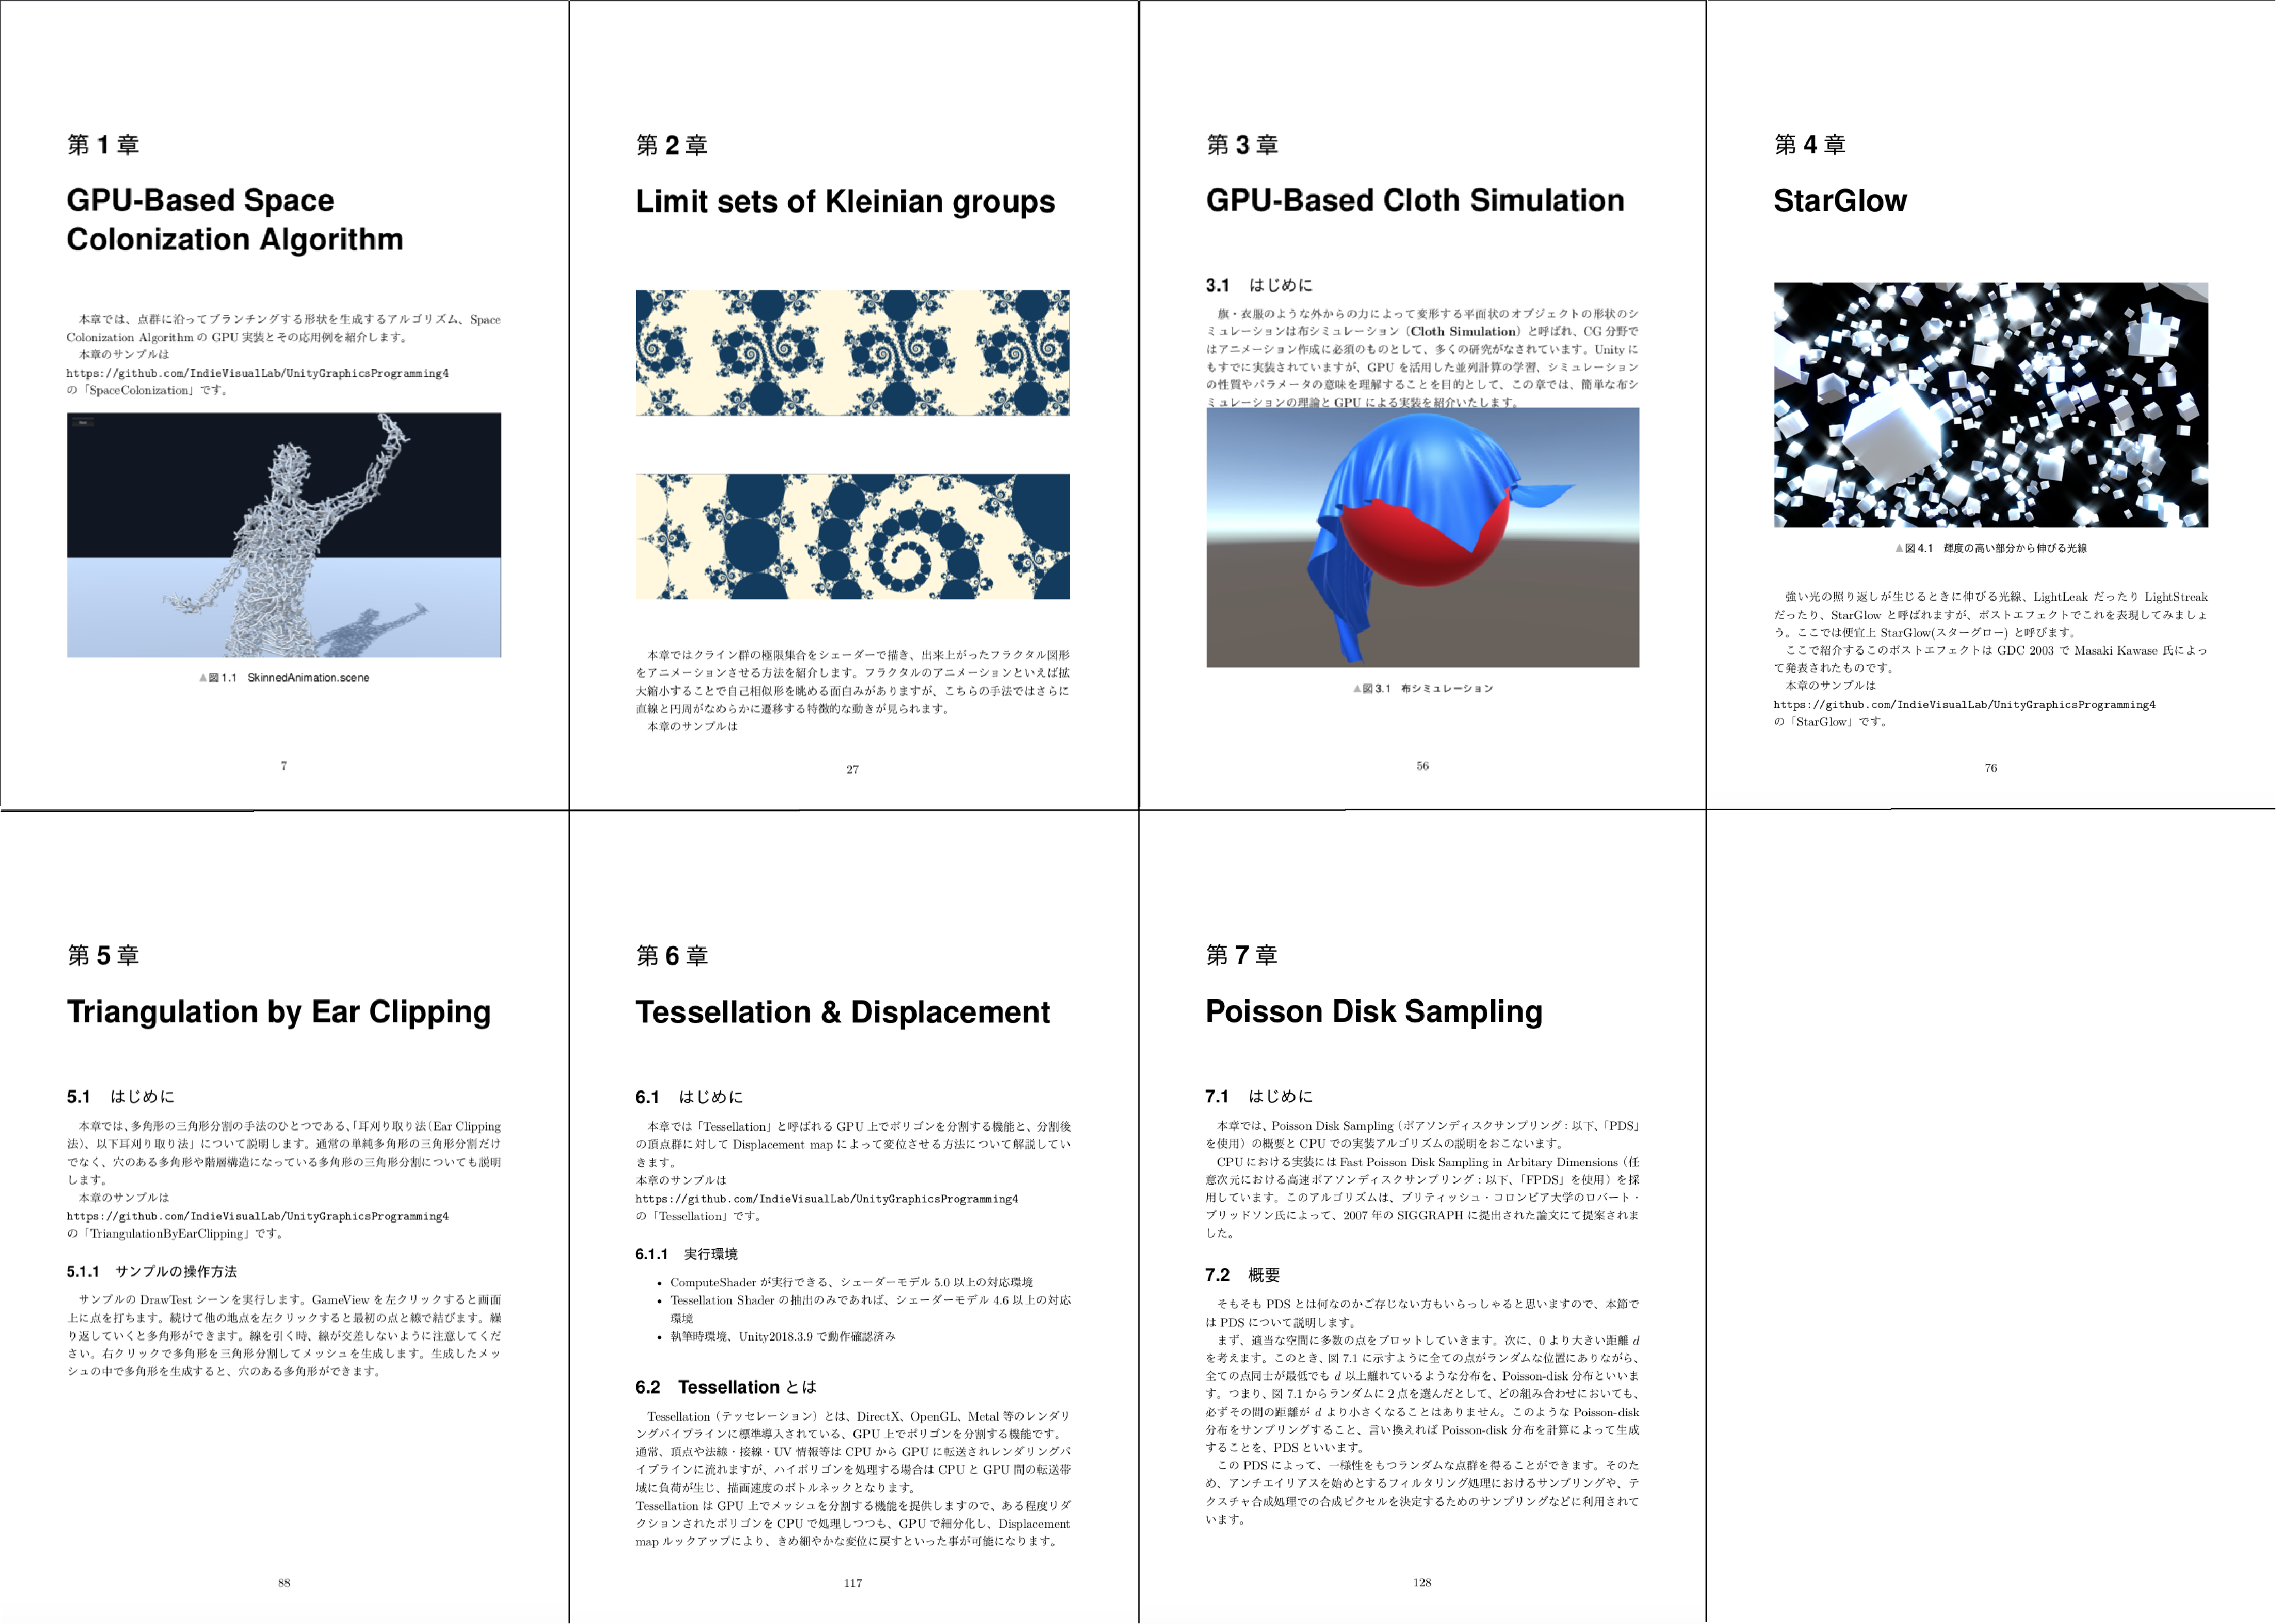 第 1 章
GPU-Based Space
Colonization Algorithm
本章では、点群に沿ってブランチングする形状を生成するアルゴリズム、Space
Colonization Algorithm の GPU 実装とその応用例を紹介します。
本章のサンプルは
https://github.com/IndieVisualLab/UnityGraphicsProgramming4
の「SpaceColonization」です。
▲図 1.1 SkinnedAnimation.scene
7
第 2 章
Limit sets of Kleinian groups
本章ではクライン群の極限集合をシェーダーで描き、出来上がったフラクタル図形
をアニメーションさせる方法を紹介します。フラクタルのアニメーションといえば拡
大縮小することで自己相似形を眺める面白みがありますが、こちらの手法ではさらに
直線と円周がなめらかに遷移する特徴的な動きが見られます。
本章のサンプルは
27
第 3 章
GPU-Based Cloth Simulation
3.1 はじめに
旗・衣服のような外からの力によって変形する平面状のオブジェクトの形状のシ
ミュレーションは布シミュレーション（Cloth Simulation）と呼ばれ、CG 分野で
はアニメーション作成に必須のものとして、多くの研究がなされています。Unity に
もすでに実装されていますが、GPU を活用した並列計算の学習、シミュレーション
の性質やパラメータの意味を理解することを目的として、この章では、簡単な布シ
ミュレーションの理論と GPU による実装を紹介いたします。
▲図 3.1 布シミュレーション
56
第 4 章
StarGlow
▲図 4.1 輝度の高い部分から伸びる光線
強い光の照り返しが生じるときに伸びる光線、LightLeak だったり LightStreak
だったり、StarGlow と呼ばれますが、ポストエフェクトでこれを表現してみましょ
う。ここでは便宜上 StarGlow(スターグロー) と呼びます。
ここで紹介するこのポストエフェクトは GDC 2003 で Masaki Kawase 氏によっ
て発表されたものです。
本章のサンプルは
https://github.com/IndieVisualLab/UnityGraphicsProgramming4
の「StarGlow」です。
76
第 5 章
Triangulation by Ear Clipping
5.1 はじめに
本章では、多角形の三角形分割の手法のひとつである、「耳刈り取り法（Ear Clipping
法）、以下耳刈り取り法」について説明します。通常の単純多角形の三角形分割だけ
でなく、穴のある多角形や階層構造になっている多角形の三角形分割についても説明
します。
本章のサンプルは
https://github.com/IndieVisualLab/UnityGraphicsProgramming4
の「TriangulationByEarClipping」です。
5.1.1 サンプルの操作方法
サンプルの DrawTest シーンを実行します。GameView を左クリックすると画面
上に点を打ちます。続けて他の地点を左クリックすると最初の点と線で結びます。繰
り返していくと多角形ができます。線を引く時、線が交差しないように注意してくだ
さい。右クリックで多角形を三角形分割してメッシュを生成します。生成したメッ
シュの中で多角形を生成すると、穴のある多角形ができます。
88
第 6 章
Tessellation & Displacement
6.1 はじめに
本章では「Tessellation」と呼ばれる GPU 上でポリゴンを分割する機能と、分割後
の頂点群に対して Displacement map によって変位させる方法について解説してい
きます。
本章のサンプルは
https://github.com/IndieVisualLab/UnityGraphicsProgramming4
の「Tessellation」です。
6.1.1 実行環境
• ComputeShader が実行できる、シェーダーモデル 5.0 以上の対応環境
• Tessellation Shader の抽出のみであれば、シェーダーモデル 4.6 以上の対応
環境
• 執筆時環境、Unity2018.3.9 で動作確認済み
6.2 Tessellation とは
Tessellation（テッセレーション）とは、DirectX、OpenGL、Metal 等のレンダリ
ングパイプラインに標準導入されている、GPU 上でポリゴンを分割する機能です。
通常、頂点や法線・接線・UV 情報等は CPU から GPU に転送されレンダリングパ
イプラインに流れますが、ハイポリゴンを処理する場合は CPU と GPU 間の転送帯
域に負荷が生じ、描画速度のボトルネックとなります。
Tessellation は GPU 上でメッシュを分割する機能を提供しますので、ある程度リダ
クションされたポリゴンを CPU で処理しつつも、GPU で細分化し、Displacement
map ルックアップにより、きめ細やかな変位に戻すといった事が可能になります。
117
第 7 章
Poisson Disk Sampling
7.1 はじめに
本章では、Poisson Disk Sampling（ポアソンディスクサンプリング：以下、「PDS」
を使用）の概要と CPU での実装アルゴリズムの説明をおこないます。
CPU における実装には Fast Poisson Disk Sampling in Arbitary Dimensions（任
意次元における高速ポアソンディスクサンプリング：以下、「FPDS」を使用）を採
用しています。このアルゴリズムは、ブリティッシュ・コロンビア大学のロバート・
ブリッドソン氏によって、2007 年の SIGGRAPH に提出された論文にて提案されま
した。
7.2 概要
そもそも PDS とは何なのかご存じない方もいらっしゃると思いますので、本節で
は PDS について説明します。
まず、適当な空間に多数の点をプロットしていきます。次に、0 より大きい距離 d
を考えます。このとき、図 7.1 に示すように全ての点がランダムな位置にありながら、
全ての点同士が最低でも d 以上離れているような分布を、Poisson-disk 分布といいま
す。つまり、図 7.1 からランダムに 2 点を選んだとして、どの組み合わせにおいても、
必ずその間の距離が d より小さくなることはありません。このような Poisson-disk
分布をサンプリングすること、言い換えれば Poisson-disk 分布を計算によって生成
することを、PDS といいます。
この PDS によって、一様性をもつランダムな点群を得ることができます。そのた
め、アンチエイリアスを始めとするフィルタリング処理におけるサンプリングや、テ
クスチャ合成処理での合成ピクセルを決定するためのサンプリングなどに利用されて
います。
128